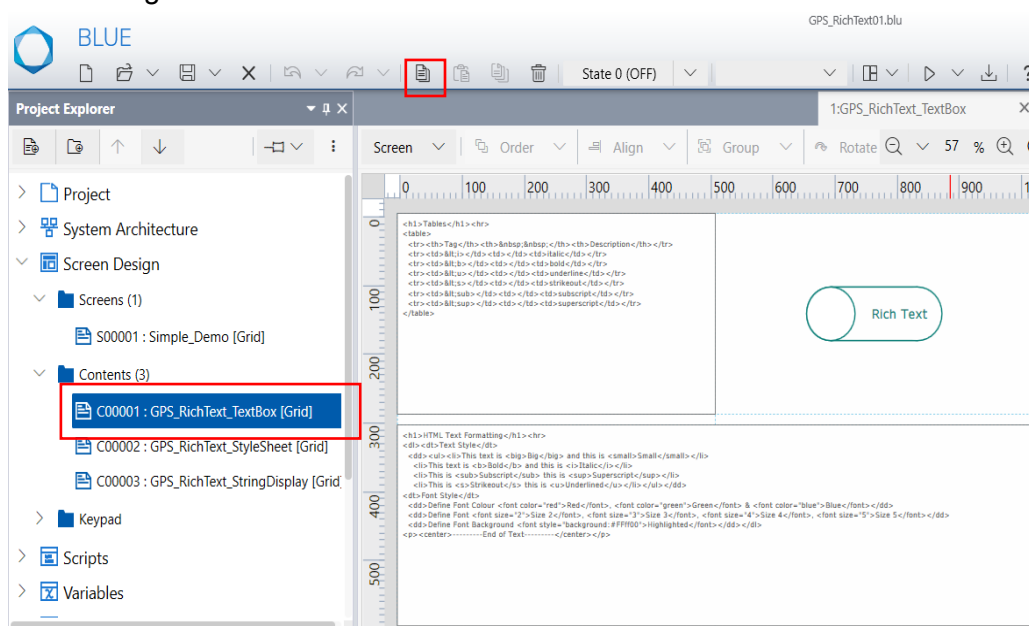 GPS_RichText01.blu
BLUE
State 0 (OFF)
Project Explorer
1:GPS_RichText_TextBox
Screen
Order
Align
Group
Rotate
57 %
0 100 200 300 400 500 600 700 800 900
Project
System Architecture
Screen Design
Screens (1)
S00001 : Simple_Demo [Grid]
Contents (3)
C00001 : GPS_RichText_TextBox [Grid]
C00002 : GPS_RichText_StyleSheet [Grid]
C00003 : GPS_RichText_StringDisplay [Grid
Keypad
Scripts
Variables
0
100
200
300
400
500
<h1>Tables</h1><hr>
<table>
<tr><th>Tag</th><th>&nbsp;&nbsp;</th><th>Description</th></tr>
<tr><td>&lt;i></td><td></td><td>italic</td></tr>
<tr><td>&lt;b></td><td></td><td>bold</td></tr>
<tr><td>&lt;u></td><td></td><td>underline</td></tr>
<tr><td>&lt;s></td><td></td><td>strikeout</td></tr>
<tr><td>&lt;sub></td><td></td><td>subscript</td></tr>
<tr><td>&lt;sup></td><td></td><td>superscript</td></tr>
</table>
Rich Text
<h1>HTML Text Formatting</h1><hr>
<dl><dt>Text Style</dt>
<dd><ul><li>This text is <big>Big</big> and this is <small>Small</small></li>
<li>This text is <b>Bold</b> and this is <i>Italic</i></li>
<li>This is <sub>Subscript</sub> this is <sup>Superscript</sup></li>
<li>This is <s>Strikeout</s> this is <u>Underlined</u></li></ul></dd>
<dt>Font Style</dt>
<dd>Define Font Colour <font color="red">Red</font>, <font color="green">Green</font> & <font color="blue">Blue</font></dd>
<dd>Define Font <font size="2">Size 2</font>, <font size="3">Size 3</font>, <font size="4">Size 4</font>, <font size="5">Size 5</font></dd>
<dd>Define Font Background <font style="background:#FFff00">Highlighted</font></dd></dl>
<p><center>---------End of Text---------</center></p>